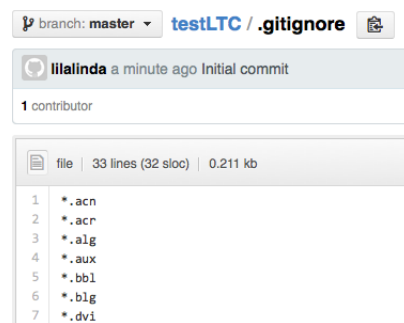 branch: master testLTC / .gitignore
lilalinda a minute ago Initial commit
1 contributor
file 33 lines (32 sloc) 0.211 kb
1 *.acn
2 *.acr
3 *.alg
4 *.aux
5 *.bbl
6 *.blg
7 *.dvi